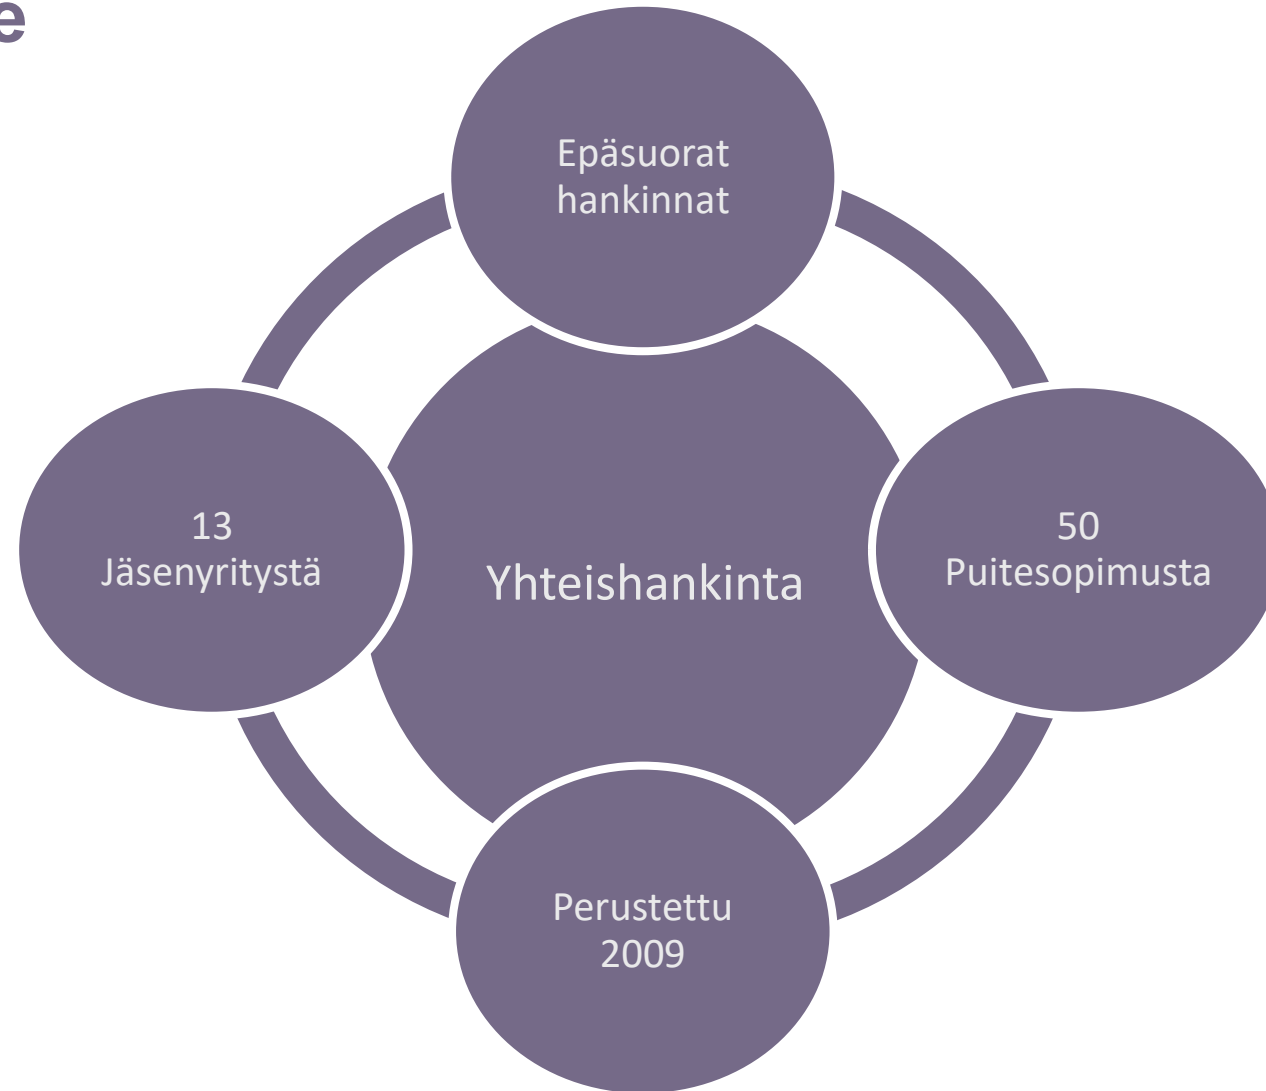 e
Epäsuorat
hankinnat
13
Jäsenyritystä
50
Puitesopimusta
Yhteishankinta
Perustettu
2009